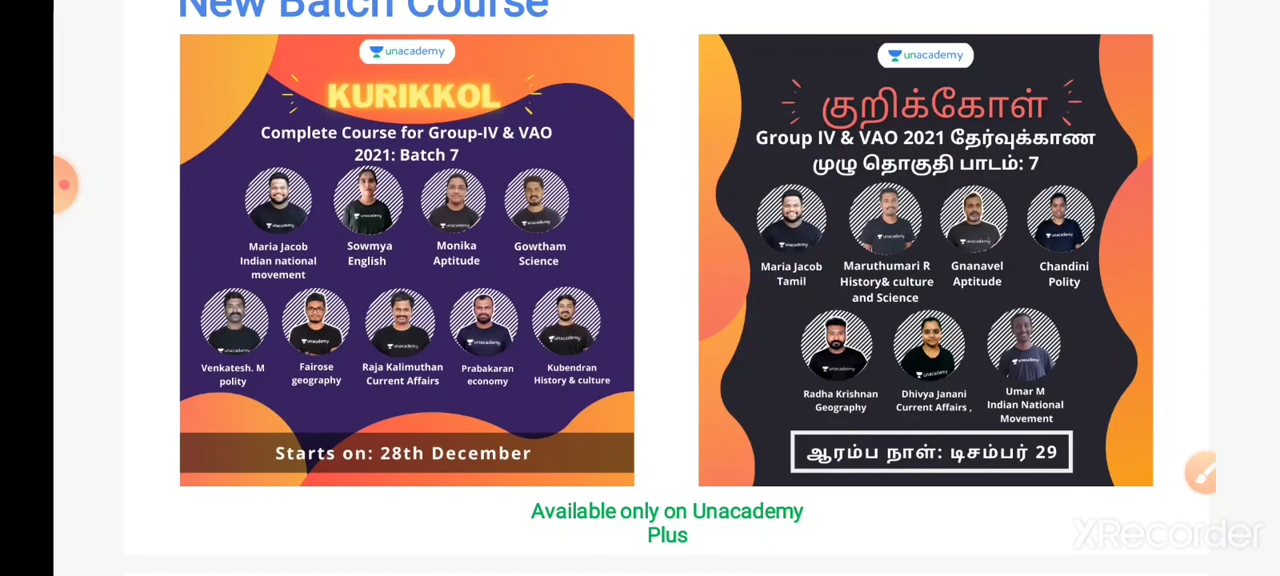 New Batch Course
unacademy
KURIKKOL
Complete Course for Group-IV & VAO
2021: Batch 7
Maria Jacob
Indian national
movement
Sowmya
English
Monika
Aptitude
Gowtham
Science
Venkatesh. M
polity
Fairose
geography
Raja Kalimuthan
Current Affairs
Prabakaran
economy
Kubendran
History & culture
Starts on: 28th December
unacademy
குறிக்கோள்
Group IV & VAO 2021 தேர்வுக்காண
முழு தொகுதி பாடம்: 7
Maria Jacob
Tamil
Maruthumari R
History& culture
and Science
Gnanavel
Aptitude
Chandini
Polity
Radha Krishnan
Geography
Dhivya Janani
Current Affairs ,
Umar M
Indian National
Movement
ஆரம்ப நாள்: டிசம்பர் 29
Available only on Unacademy
Plus
XRecorder